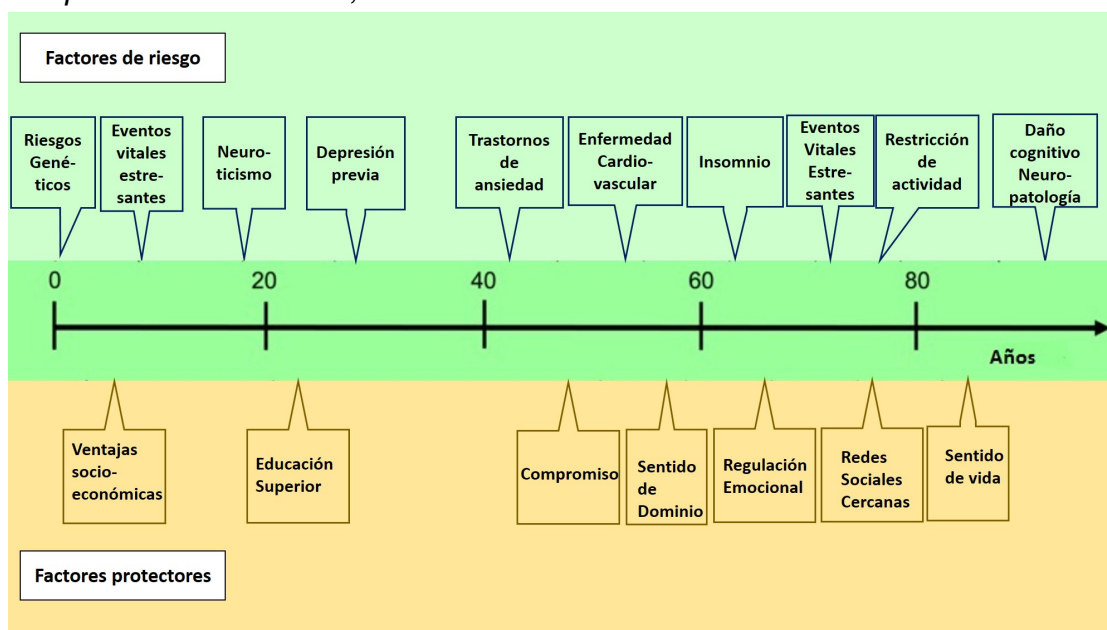 Factores de riesgo
Riesgos
Gené-
ticos
Eventos
vitales
estre-
santes
Neuro-
ticismo
Depresión
previa
Trastornos
de
ansiedad
Enfermedad
Cardio-
vascular
Insomnio
Eventos
Vitales
Estre-
santes
Restricción
de
actividad
Daño
cognitivo
Neuro-
patología
0 20 40 60 80
Años
Ventajas
socio-
económicas
Educación
Superior
Compromiso
Sentido
de
Dominio
Regulación
Emocional
Redes
Sociales
Cercanas
Sentido
de vida
Factores protectores